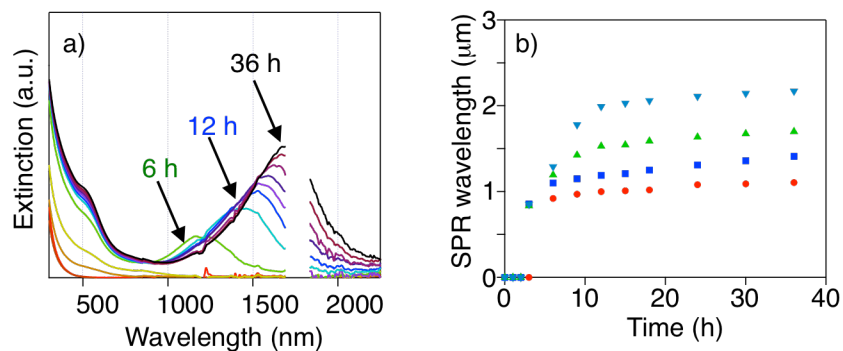 a)
36 h
12 h
6 h
Extinction (a.u.)
500 1000 1500 2000
Wavelength (nm)
b)
3
2
1
0
SPR wavelength (μm)
0 10 20 30 40
Time (h)